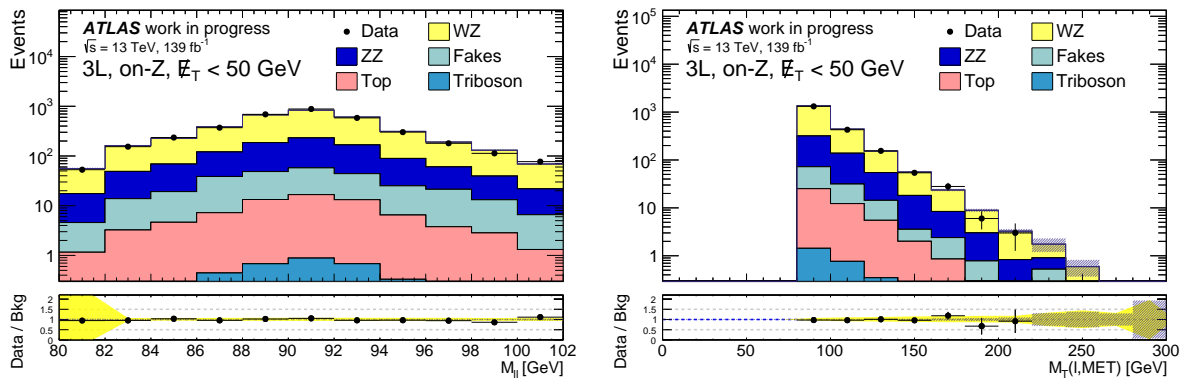 Events
10⁴
10³
10²
10
1
ATLAS work in progress
√s = 13 TeV, 139 fb⁻¹
3L, on-Z, E̸_T < 50 GeV
Data
WZ
ZZ
Fakes
Top
Triboson
Data / Bkg
2
1.5
1
0.5
0
80 82 84 86 88 90 92 94 96 98 100 102
M_ll [GeV]
Events
10⁵
10⁴
10³
10²
10
1
ATLAS work in progress
√s = 13 TeV, 139 fb⁻¹
3L, on-Z, E̸_T < 50 GeV
Data
WZ
ZZ
Fakes
Top
Triboson
Data / Bkg
2
1.5
1
0.5
0
0 50 100 150 200 250 300
M_T(l,MET) [GeV]